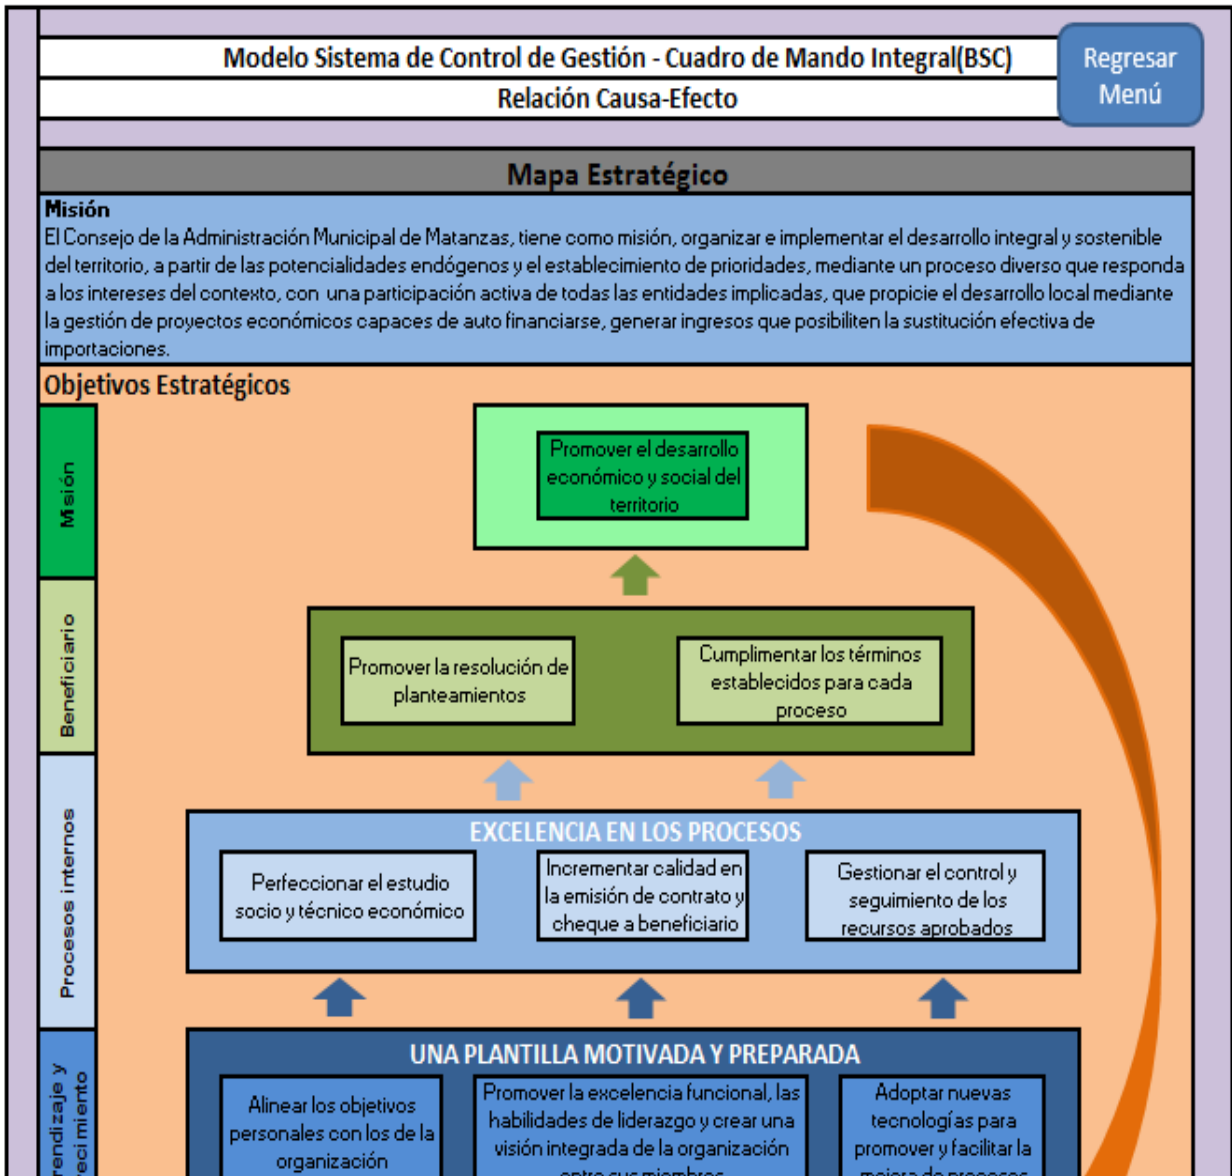 Modelo Sistema de Control de Gestión - Cuadro de Mando Integral(BSC)
Relación Causa-Efecto
Regresar
Menú
Mapa Estratégico
Misión
El Consejo de la Administración Municipal de Matanzas, tiene como misión, organizar e implementar el desarrollo integral y sostenible
del territorio, a partir de las potencialidades endógenos y el establecimiento de prioridades, mediante un proceso diverso que responda
a los intereses del contexto, con una participación activa de todas las entidades implicadas, que propicie el desarrollo local mediante
la gestión de proyectos económicos capaces de auto financiarse, generar ingresos que posibiliten la sustitución efectiva de
importaciones.
Objetivos Estratégicos
Misión
Promover el desarrollo
económico y social del
territorio
Beneficiario
Promover la resolución de
planteamientos
Cumplimentar los términos
establecidos para cada
proceso
Procesos internos
EXCELENCIA EN LOS PROCESOS
Perfeccionar el estudio
socio y técnico económico
Incrementar calidad en
la emisión de contrato y
cheque a beneficiario
Gestionar el control y
seguimiento de los
recursos aprobados
rendizaje y
ecimiento
UNA PLANTILLA MOTIVADA Y PREPARADA
Alinear los objetivos
personales con los de la
organización
Promover la excelencia funcional, las
habilidades de liderazgo y crear una
visión integrada de la organización
entre sus miembros
Adoptar nuevas
tecnologías para
promover y facilitar la
mejora de procesos